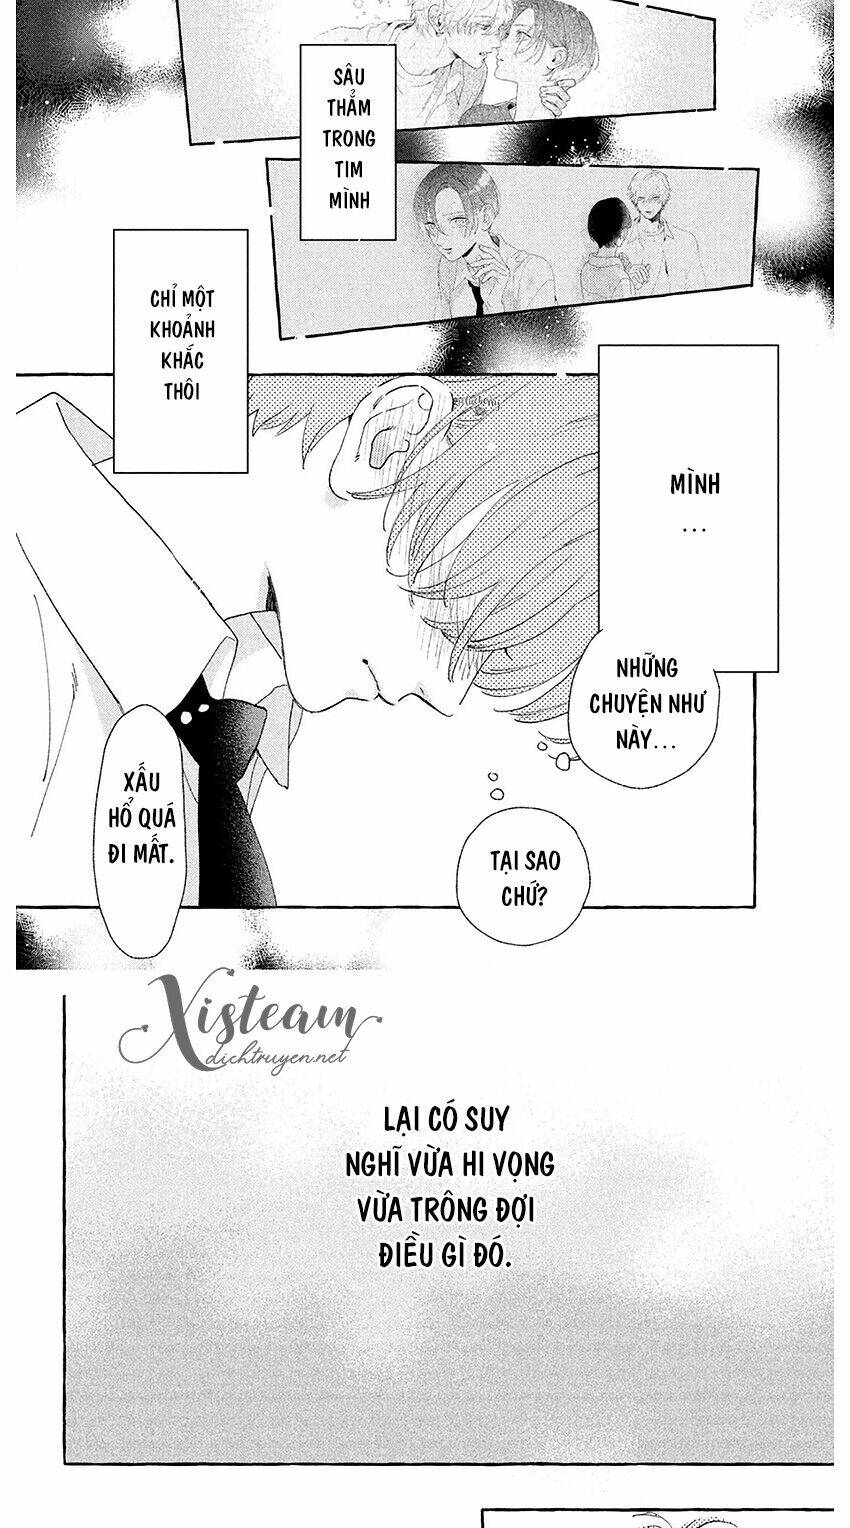 SÂU
THẲM
TRONG
TIM
MÌNH
CHỈ MỘT
KHOẢNH
KHẮC
THÔI
MÌNH
...
NHỮNG
CHUYỆN NHƯ
NÀY...
TẠI SAO
CHỨ?
XẤU
HỔ QUÁ
ĐI MẤT.
Xisteam
dichtruyen.net
LẠI CÓ SUY
NGHĨ VỪA HI VỌNG
VỪA TRÔNG ĐỢI
ĐIỀU GÌ ĐÓ.